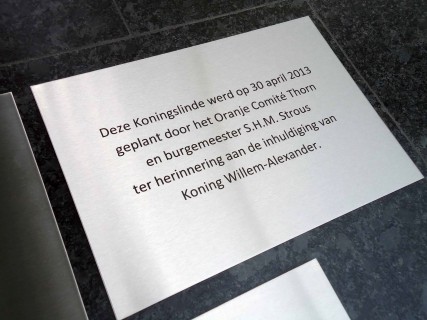 Deze Koningslinde werd op 30 april 2013
geplant door het Oranje Comité Thorn
en burgemeester S.H.M. Strous
ter herinnering aan de inhuldiging van
Koning Willem-Alexander.